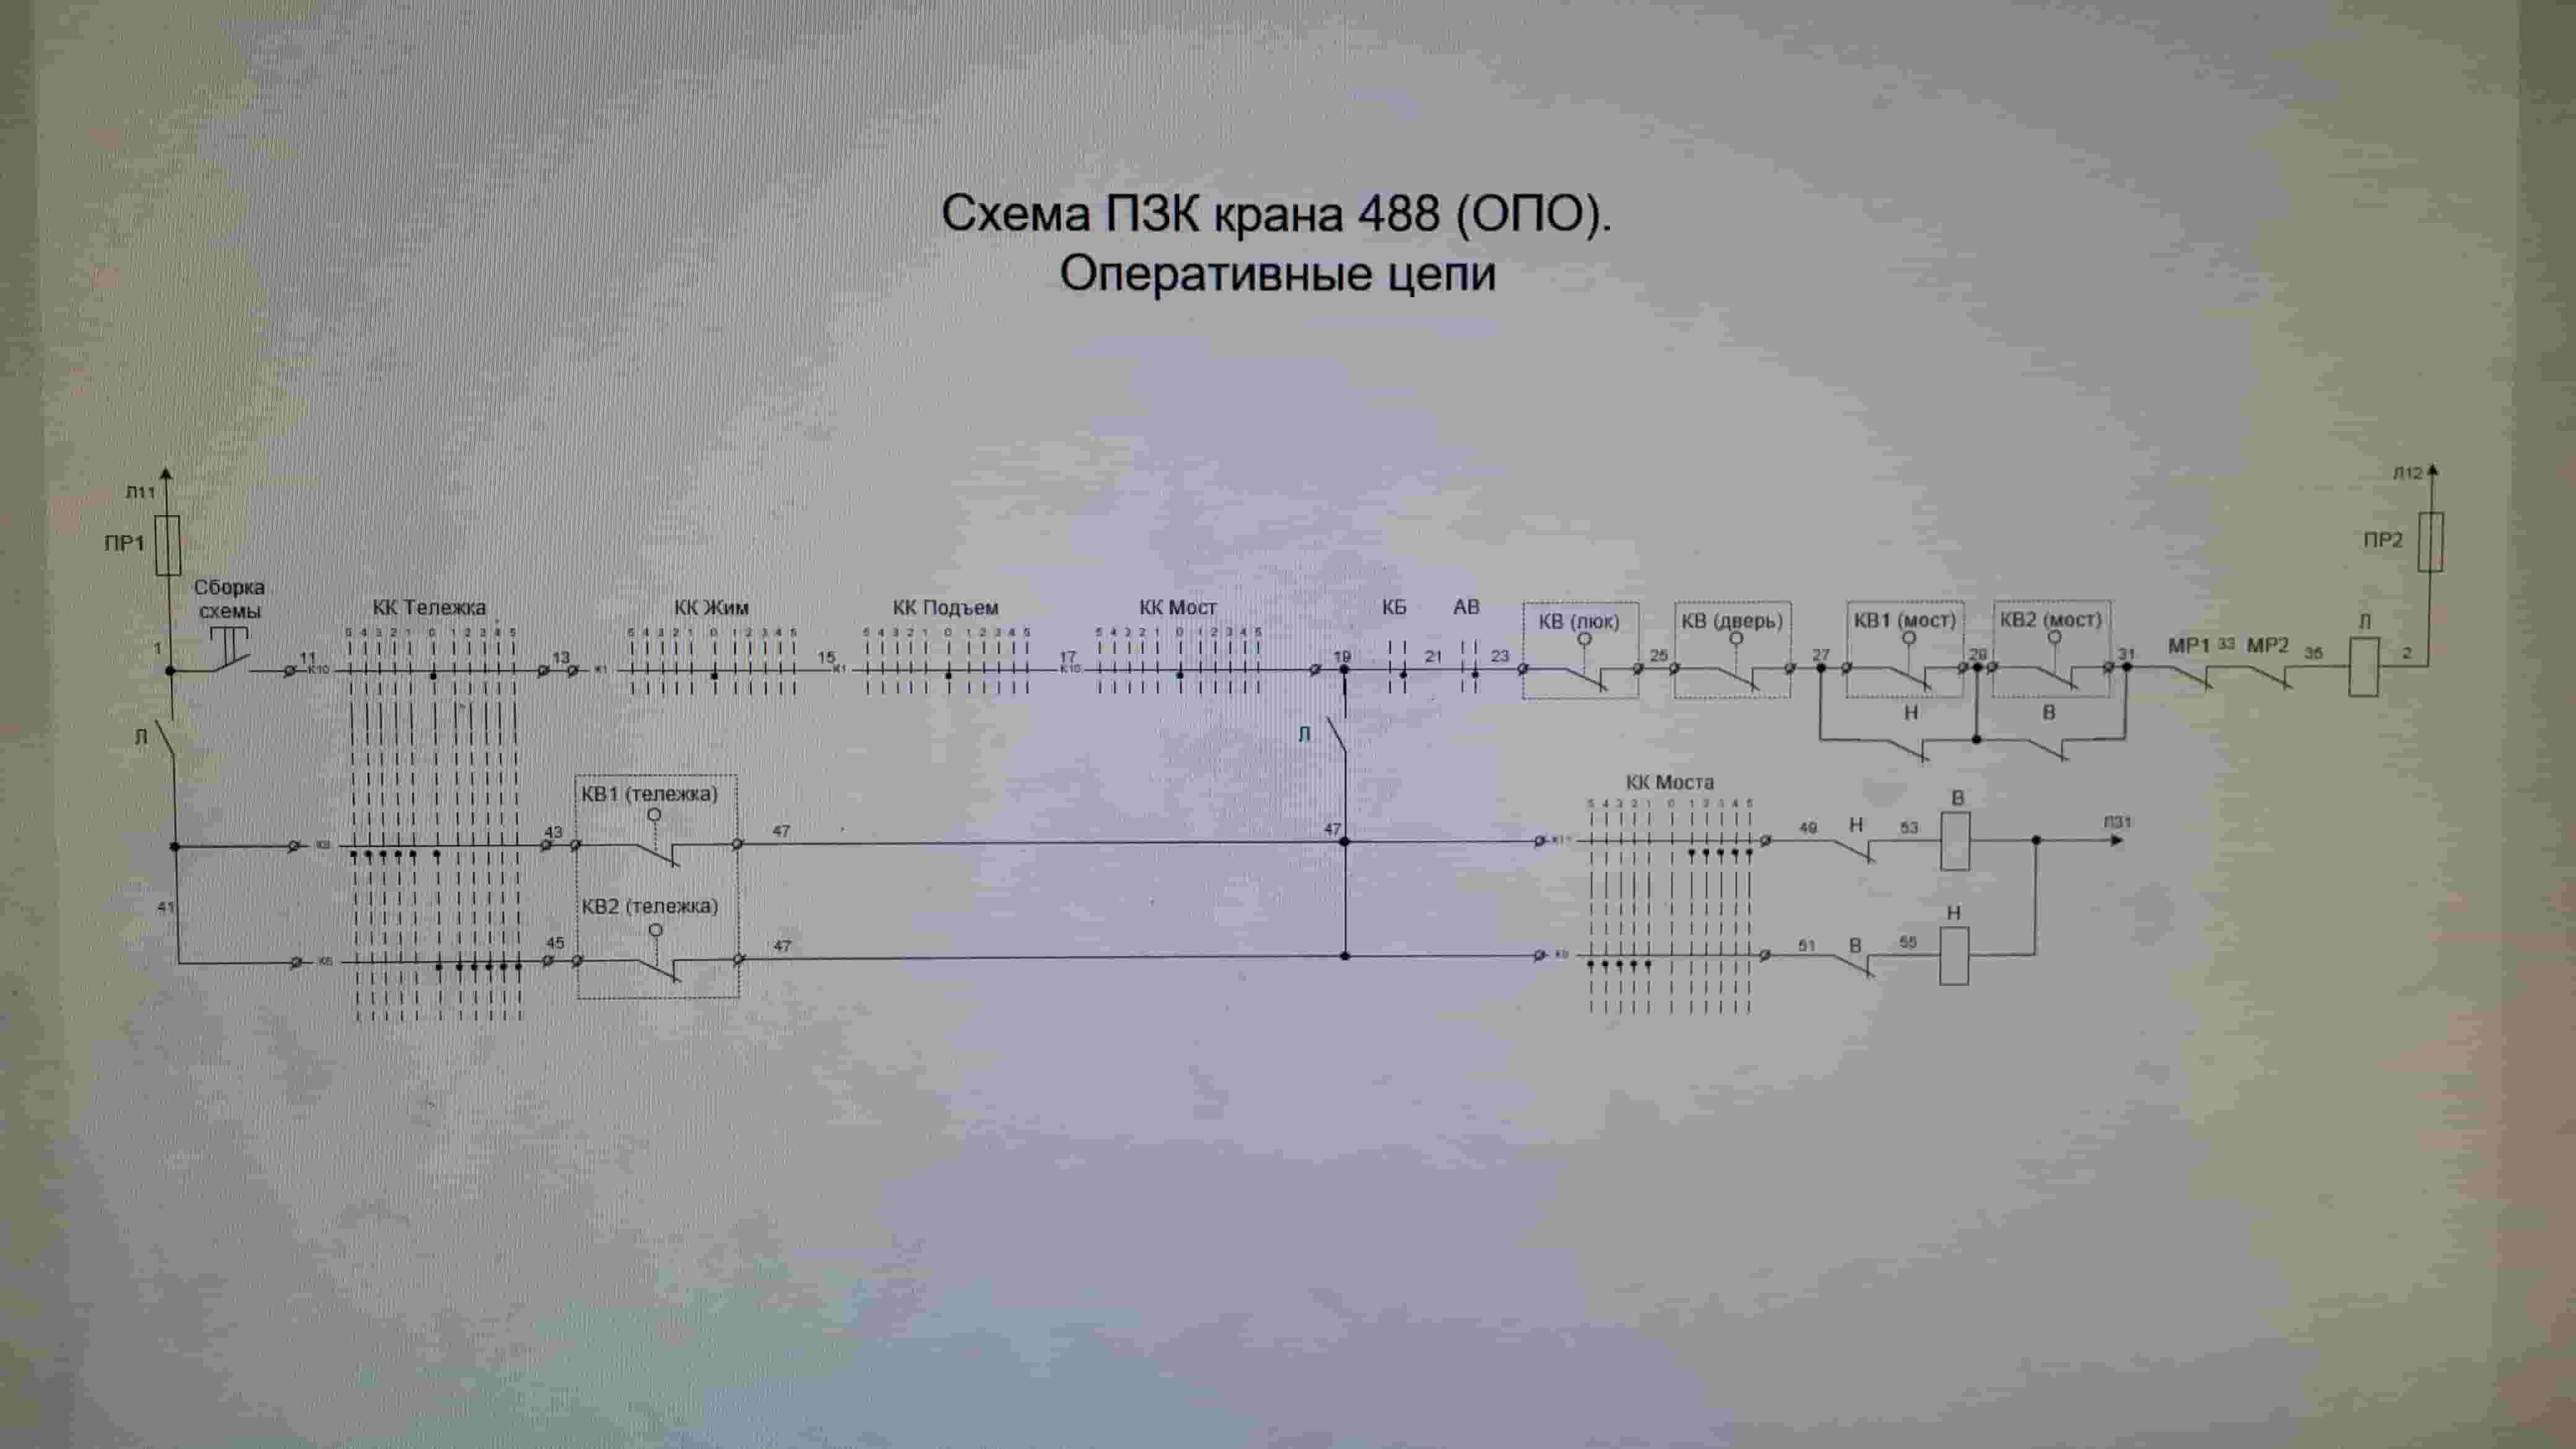 Схема ПЗК крана 488 (ОПО).
Оперативные цепи
Л11
Л12
ПР1
ПР2
Сборка
схемы
КК Тележка
КК Жим
КК Подъем
КК Мост
КБ
АВ
КВ (люк)
КВ (дверь)
КВ1 (мост)
КВ2 (мост)
Л
5 4 3 2 1 0 1 2 3 4 5
5 4 3 2 1 0 1 2 3 4 5
5 4 3 2 1 0 1 2 3 4 5
5 4 3 2 1 0 1 2 3 4 5
1
11
К10
13
К1
15
К1
17
К10
19
21
23
25
27
29
31
МР1
33
МР2
35
2
Н
В
Л
Л
КК Моста
5 4 3 2 1 0 1 2 3 4 5
КВ1 (тележка)
43
47
47
49
Н
53
В
Л31
41
КВ2 (тележка)
45
47
51
В
55
Н